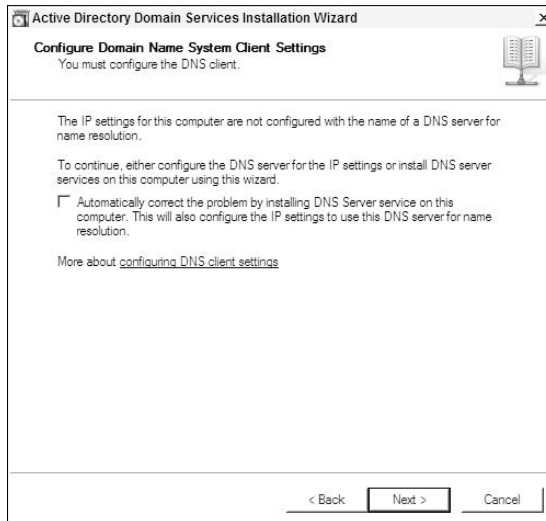 Active Directory Domain Services Installation Wizard
Configure Domain Name System Client Settings
You must configure the DNS client.
The IP settings for this computer are not configured with the name of a DNS server for
name resolution.
To continue, either configure the DNS server for the IP settings or install DNS server
services on this computer using this wizard.
Automatically correct the problem by installing DNS Server service on this
computer. This will also configure the IP settings to use this DNS server for name
resolution.
More about configuring DNS client settings
< Back Next > Cancel